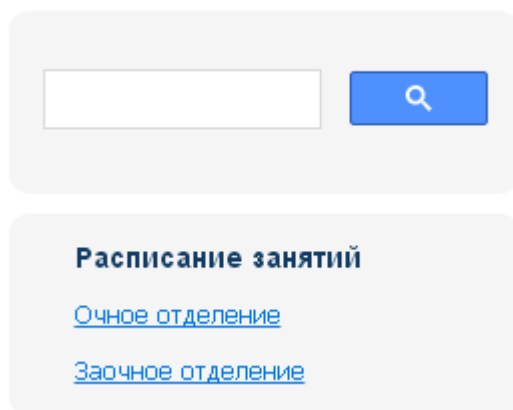 Расписание занятий
Очное отделение
Заочное отделение